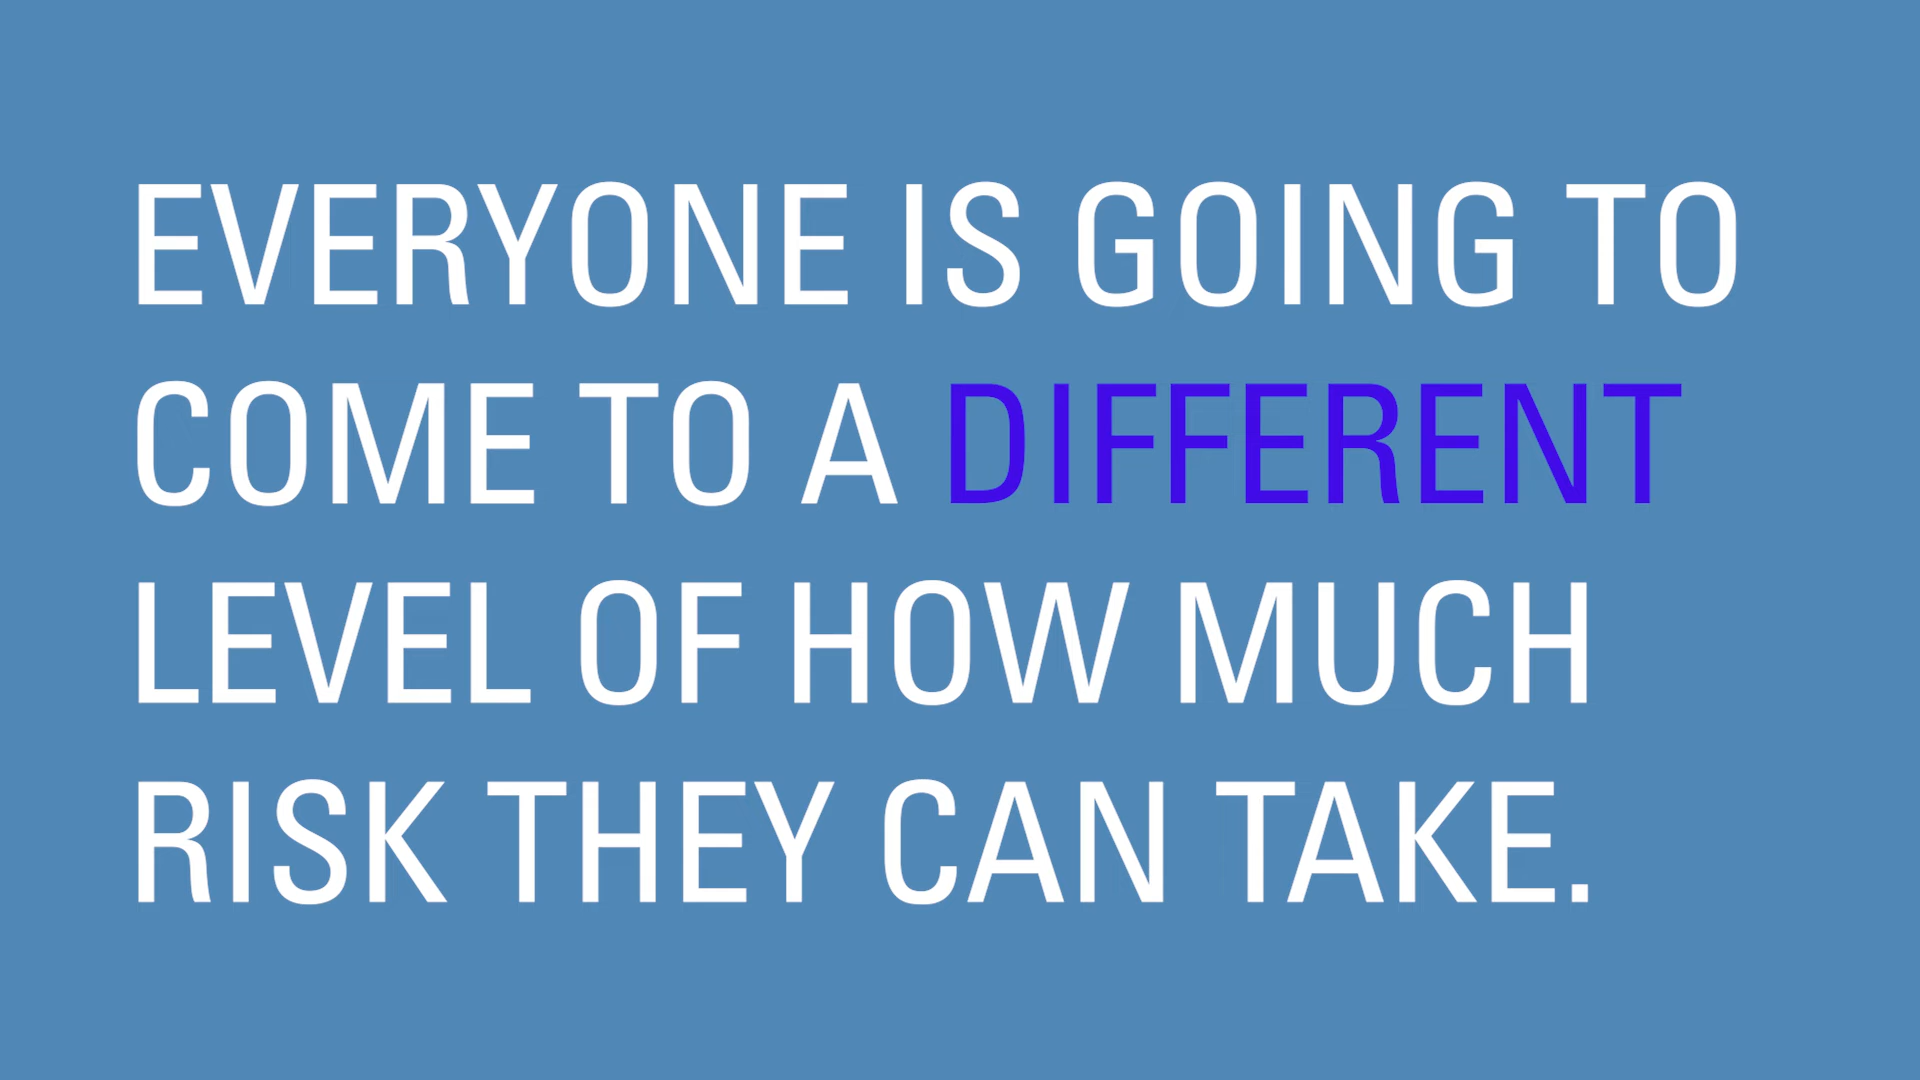 EVERYONE IS GOING TO
COME TO A DIFFERENT
LEVEL OF HOW MUCH
RISK THEY CAN TAKE.